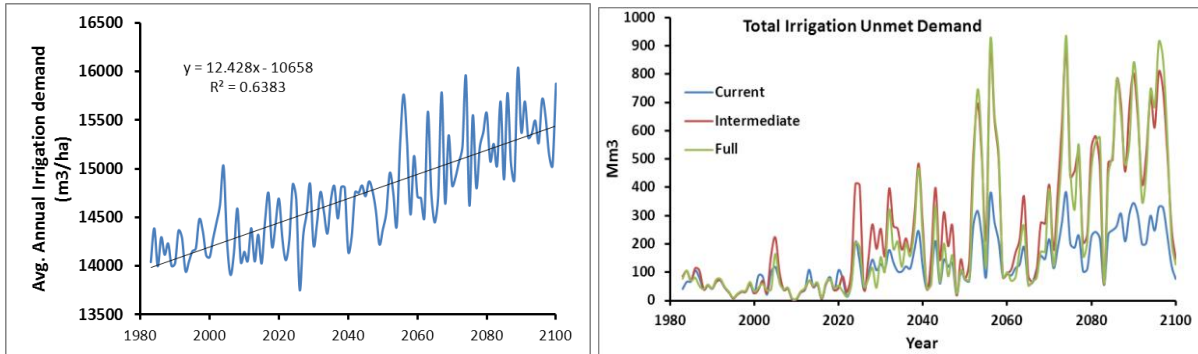 16500
16000
15500
15000
14500
14000
13500
Avg. Annual Irrigation demand
(m3/ha)
y = 12.428x - 10658
R² = 0.6383
1980 2000 2020 2040 2060 2080 2100
Total Irrigation Unmet Demand
1000
900
800
700
600
500
400
300
200
100
0
Mm3
Current
Intermediate
Full
1980 2000 2020 2040 2060 2080 2100
Year